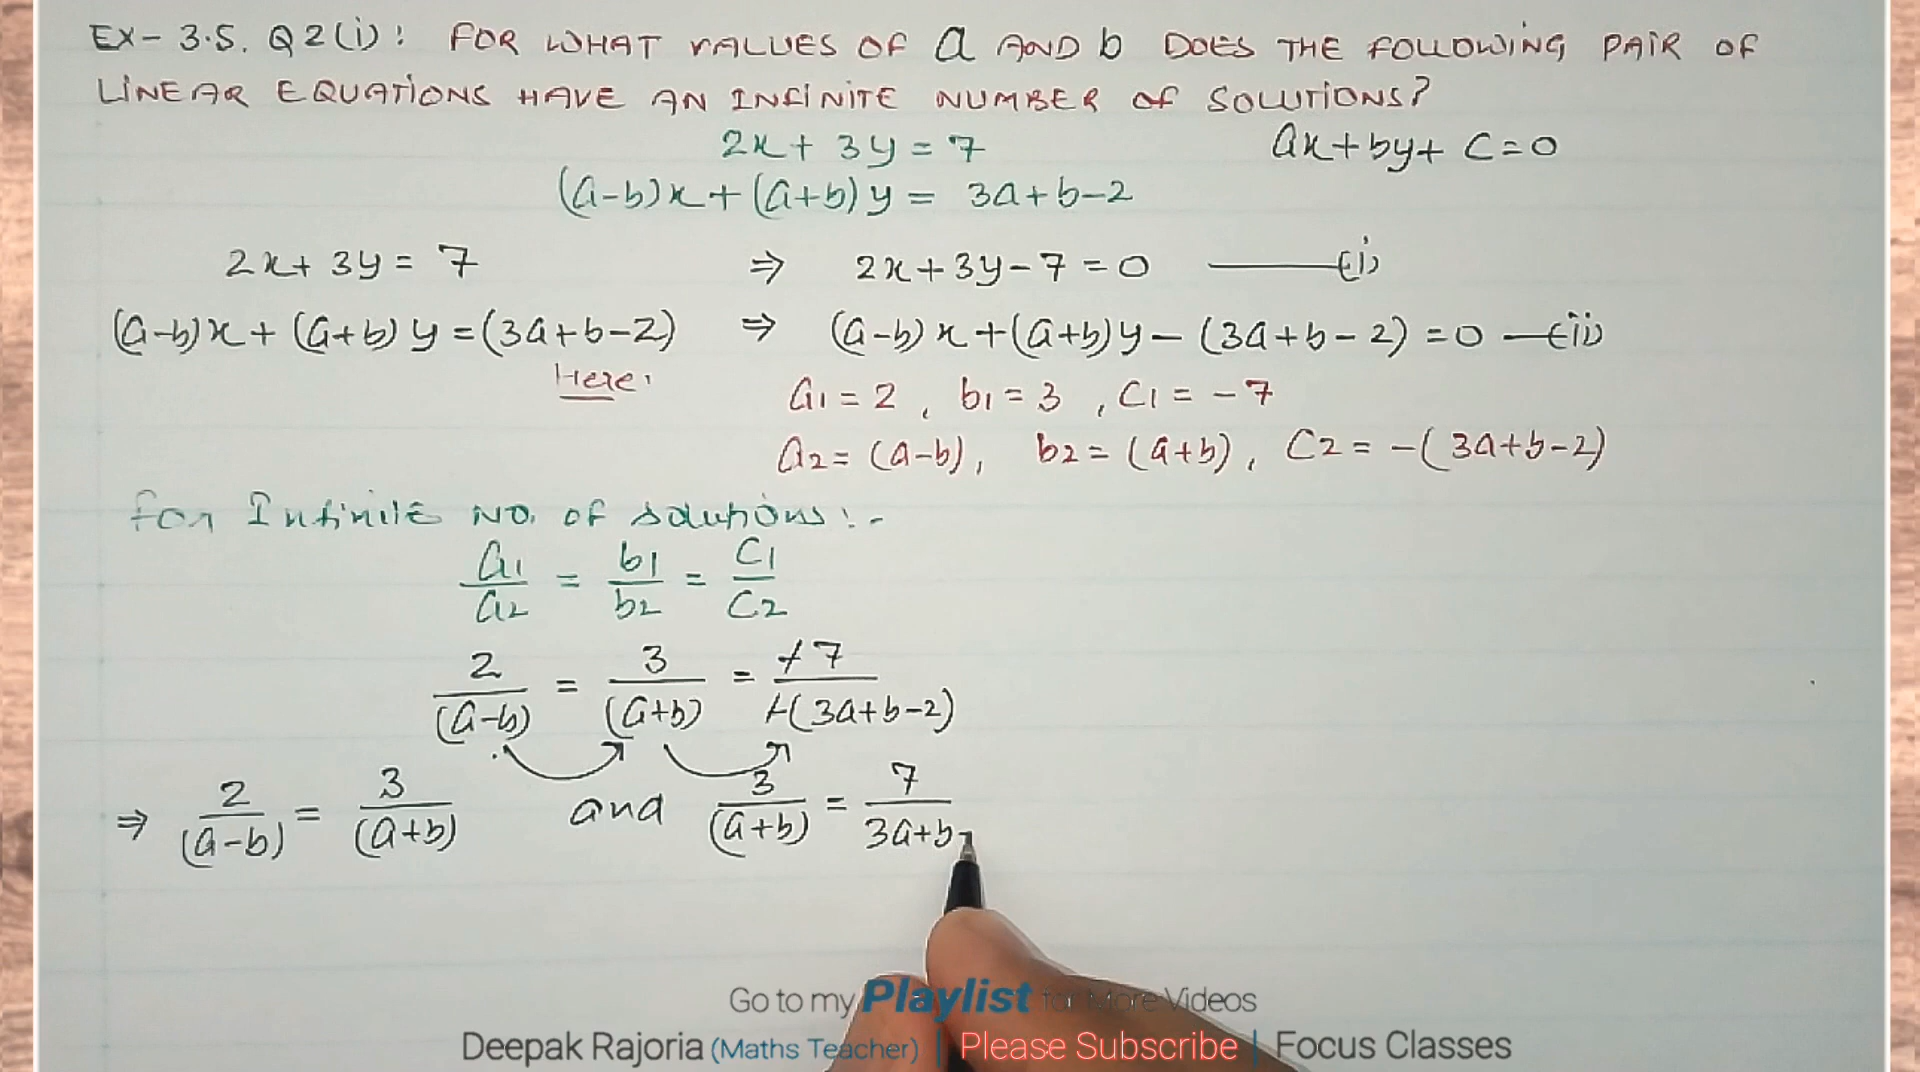 EX- 3.5. Q2(i): FOR WHAT VALUES OF a AND b DOES THE FOLLOWING PAIR OF
LINEAR EQUATIONS HAVE AN INFINITE NUMBER OF SOLUTIONS?
2x+ 3y = 7
ax+by+ c=0
(a-b)x+(a+b)y = 3a+b-2
2x+ 3y = 7 ⇒ 2x+3y-7=0 —(i)
(a-b)x+(a+b)y=(3a+b-2) ⇒ (a-b)x+(a+b)y-(3a+b-2)=0 —(ii)
Here,
a1=2, b1=3, c1=-7
a2=(a-b), b2=(a+b), c2=-(3a+b-2)
For Infinite NO. of solutions:-
a1/a2 = b1/b2 = c1/c2
2/(a-b) = 3/(a+b) = -7/-(3a+b-2)
⇒ 2/(a-b) = 3/(a+b) and 3/(a+b) = 7/3a+b-
Go to my Playlist for More Videos
Deepak Rajoria (Maths Teacher) | Please Subscribe | Focus Classes